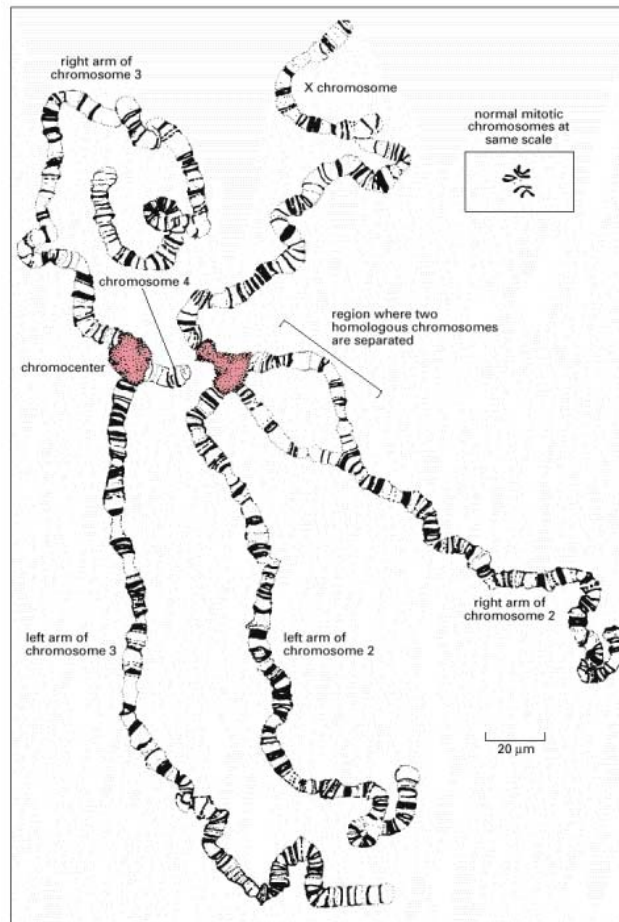 right arm of
chromosome 3
X chromosome
normal mitotic
chromosomes at
same scale
chromosome 4
region where two
homologous chromosomes
are separated
chromocenter
right arm of
chromosome 2
left arm of
chromosome 3
left arm of
chromosome 2
20 μm